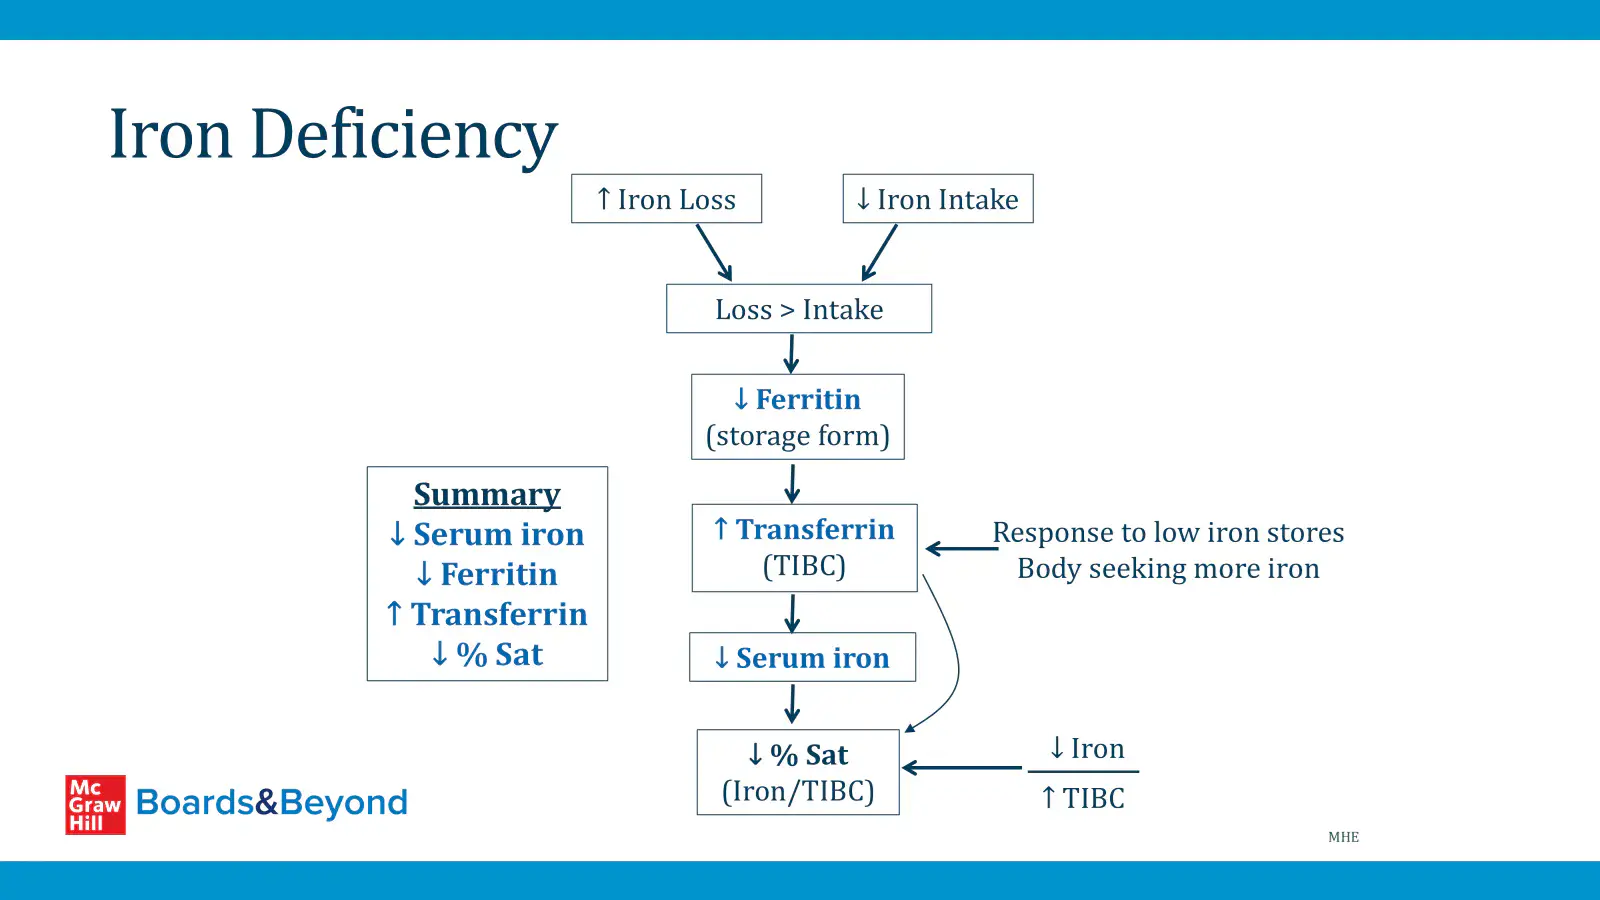 Iron Deficiency
↑ Iron Loss
↓ Iron Intake
Loss > Intake
↓ Ferritin
(storage form)
↑ Transferrin
(TIBC)
Response to low iron stores
Body seeking more iron
↓ Serum iron
↓ % Sat
(Iron/TIBC)
↓ Iron
↑ TIBC
Summary
↓ Serum iron
↓ Ferritin
↑ Transferrin
↓ % Sat
Mc
Graw
Hill
Boards&Beyond
MHE